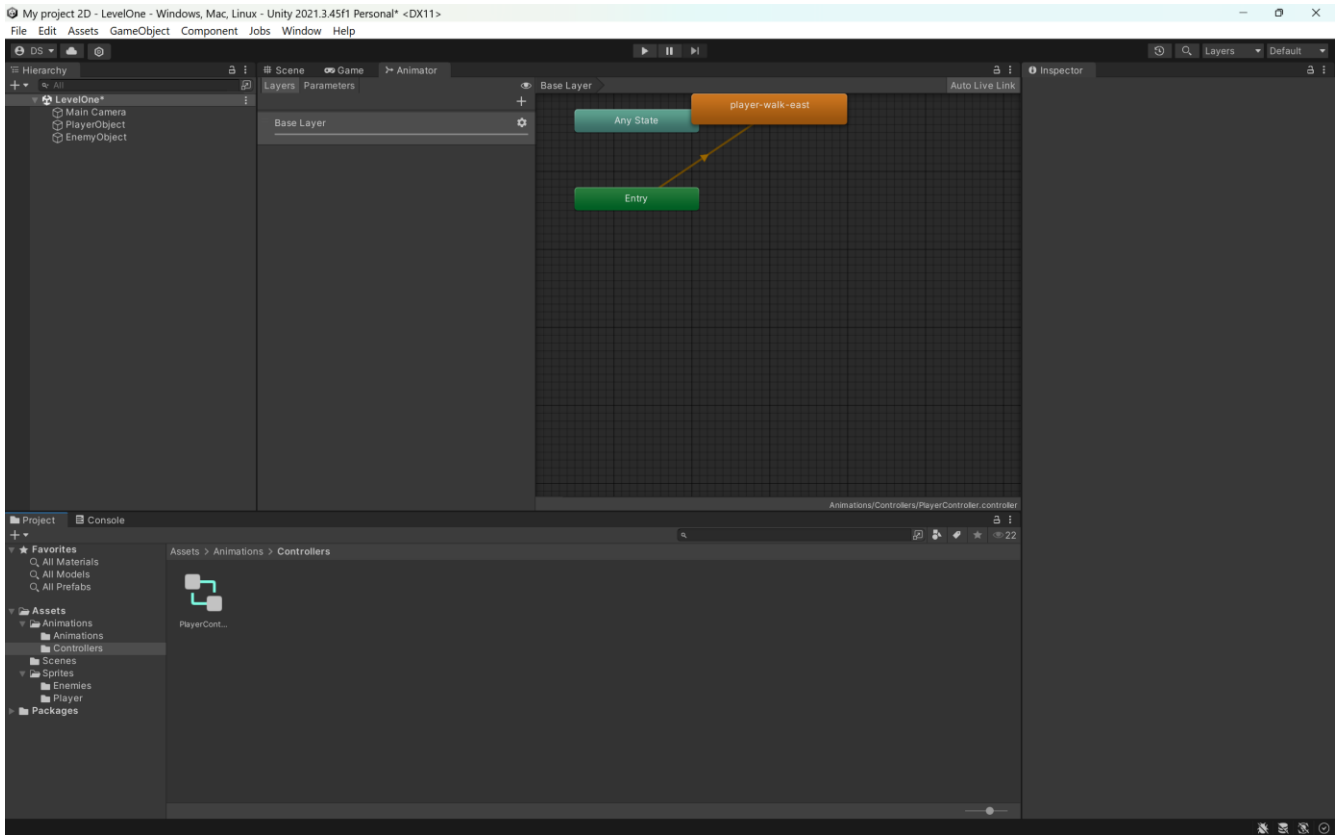 My project 2D - LevelOne - Windows, Mac, Linux - Unity 2021.3.45f1 Personal* <DX11>
File Edit Assets GameObject Component Jobs Window Help
DS Layers Default
Hierarchy
All
LevelOne*
Main Camera
PlayerObject
EnemyObject
Scene Game Animator
Layers Parameters
Base Layer
Base Layer
Auto Live Link
player-walk-east
Any State
Entry
Animations/Controllers/PlayerController.controller
Inspector
Project Console
22
Favorites
All Materials
All Models
All Prefabs
Assets
Animations
Animations
Controllers
Scenes
Sprites
Enemies
Player
Packages
Assets > Animations > Controllers
PlayerCont...